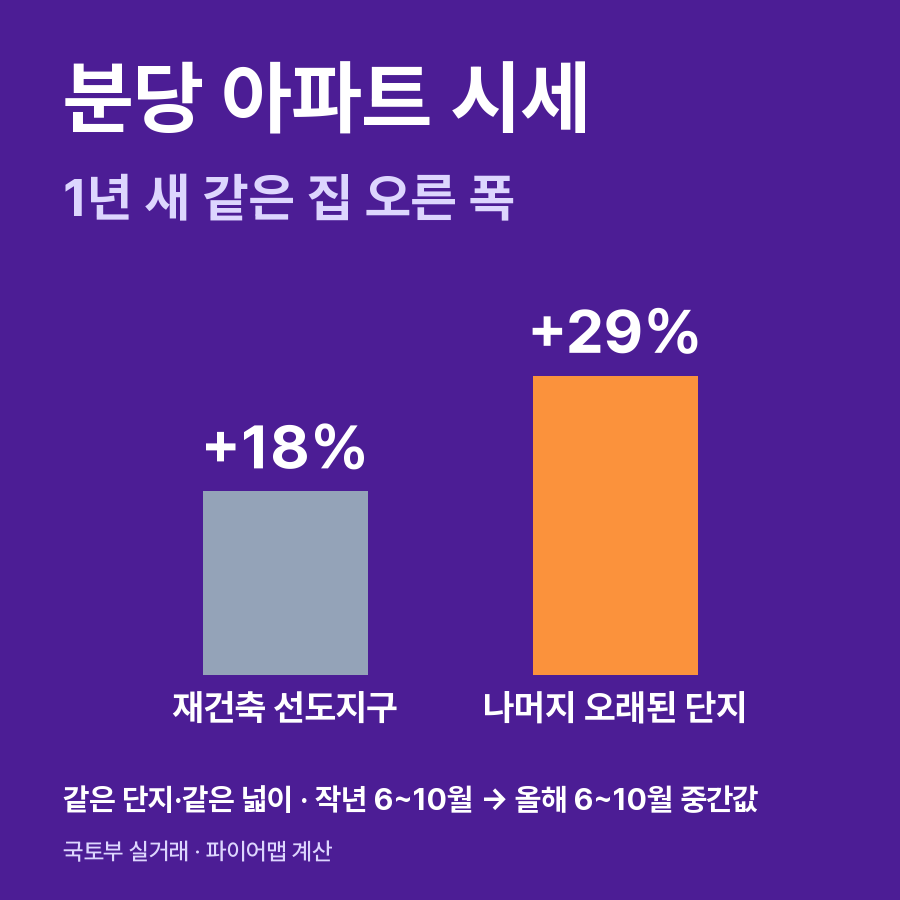 분당 아파트 시세
1년 새 같은 집 오른 폭
+29%
+18%
재건축 선도지구
나머지 오래된 단지
같은 단지·같은 넓이 · 작년 6~10월 → 올해 6~10월 중간값
국토부 실거래 · 파이어맵 계산